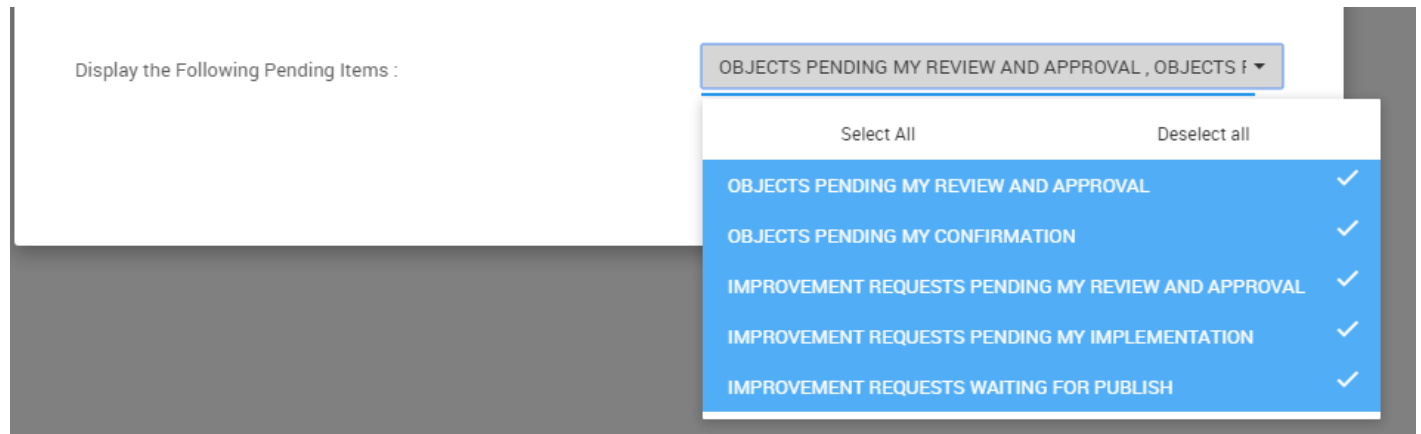 Display the Following Pending Items :
OBJECTS PENDING MY REVIEW AND APPROVAL , OBJECTS
Select All
Deselect all
OBJECTS PENDING MY REVIEW AND APPROVAL
OBJECTS PENDING MY CONFIRMATION
IMPROVEMENT REQUESTS PENDING MY REVIEW AND APPROVAL
IMPROVEMENT REQUESTS PENDING MY IMPLEMENTATION
IMPROVEMENT REQUESTS WAITING FOR PUBLISH